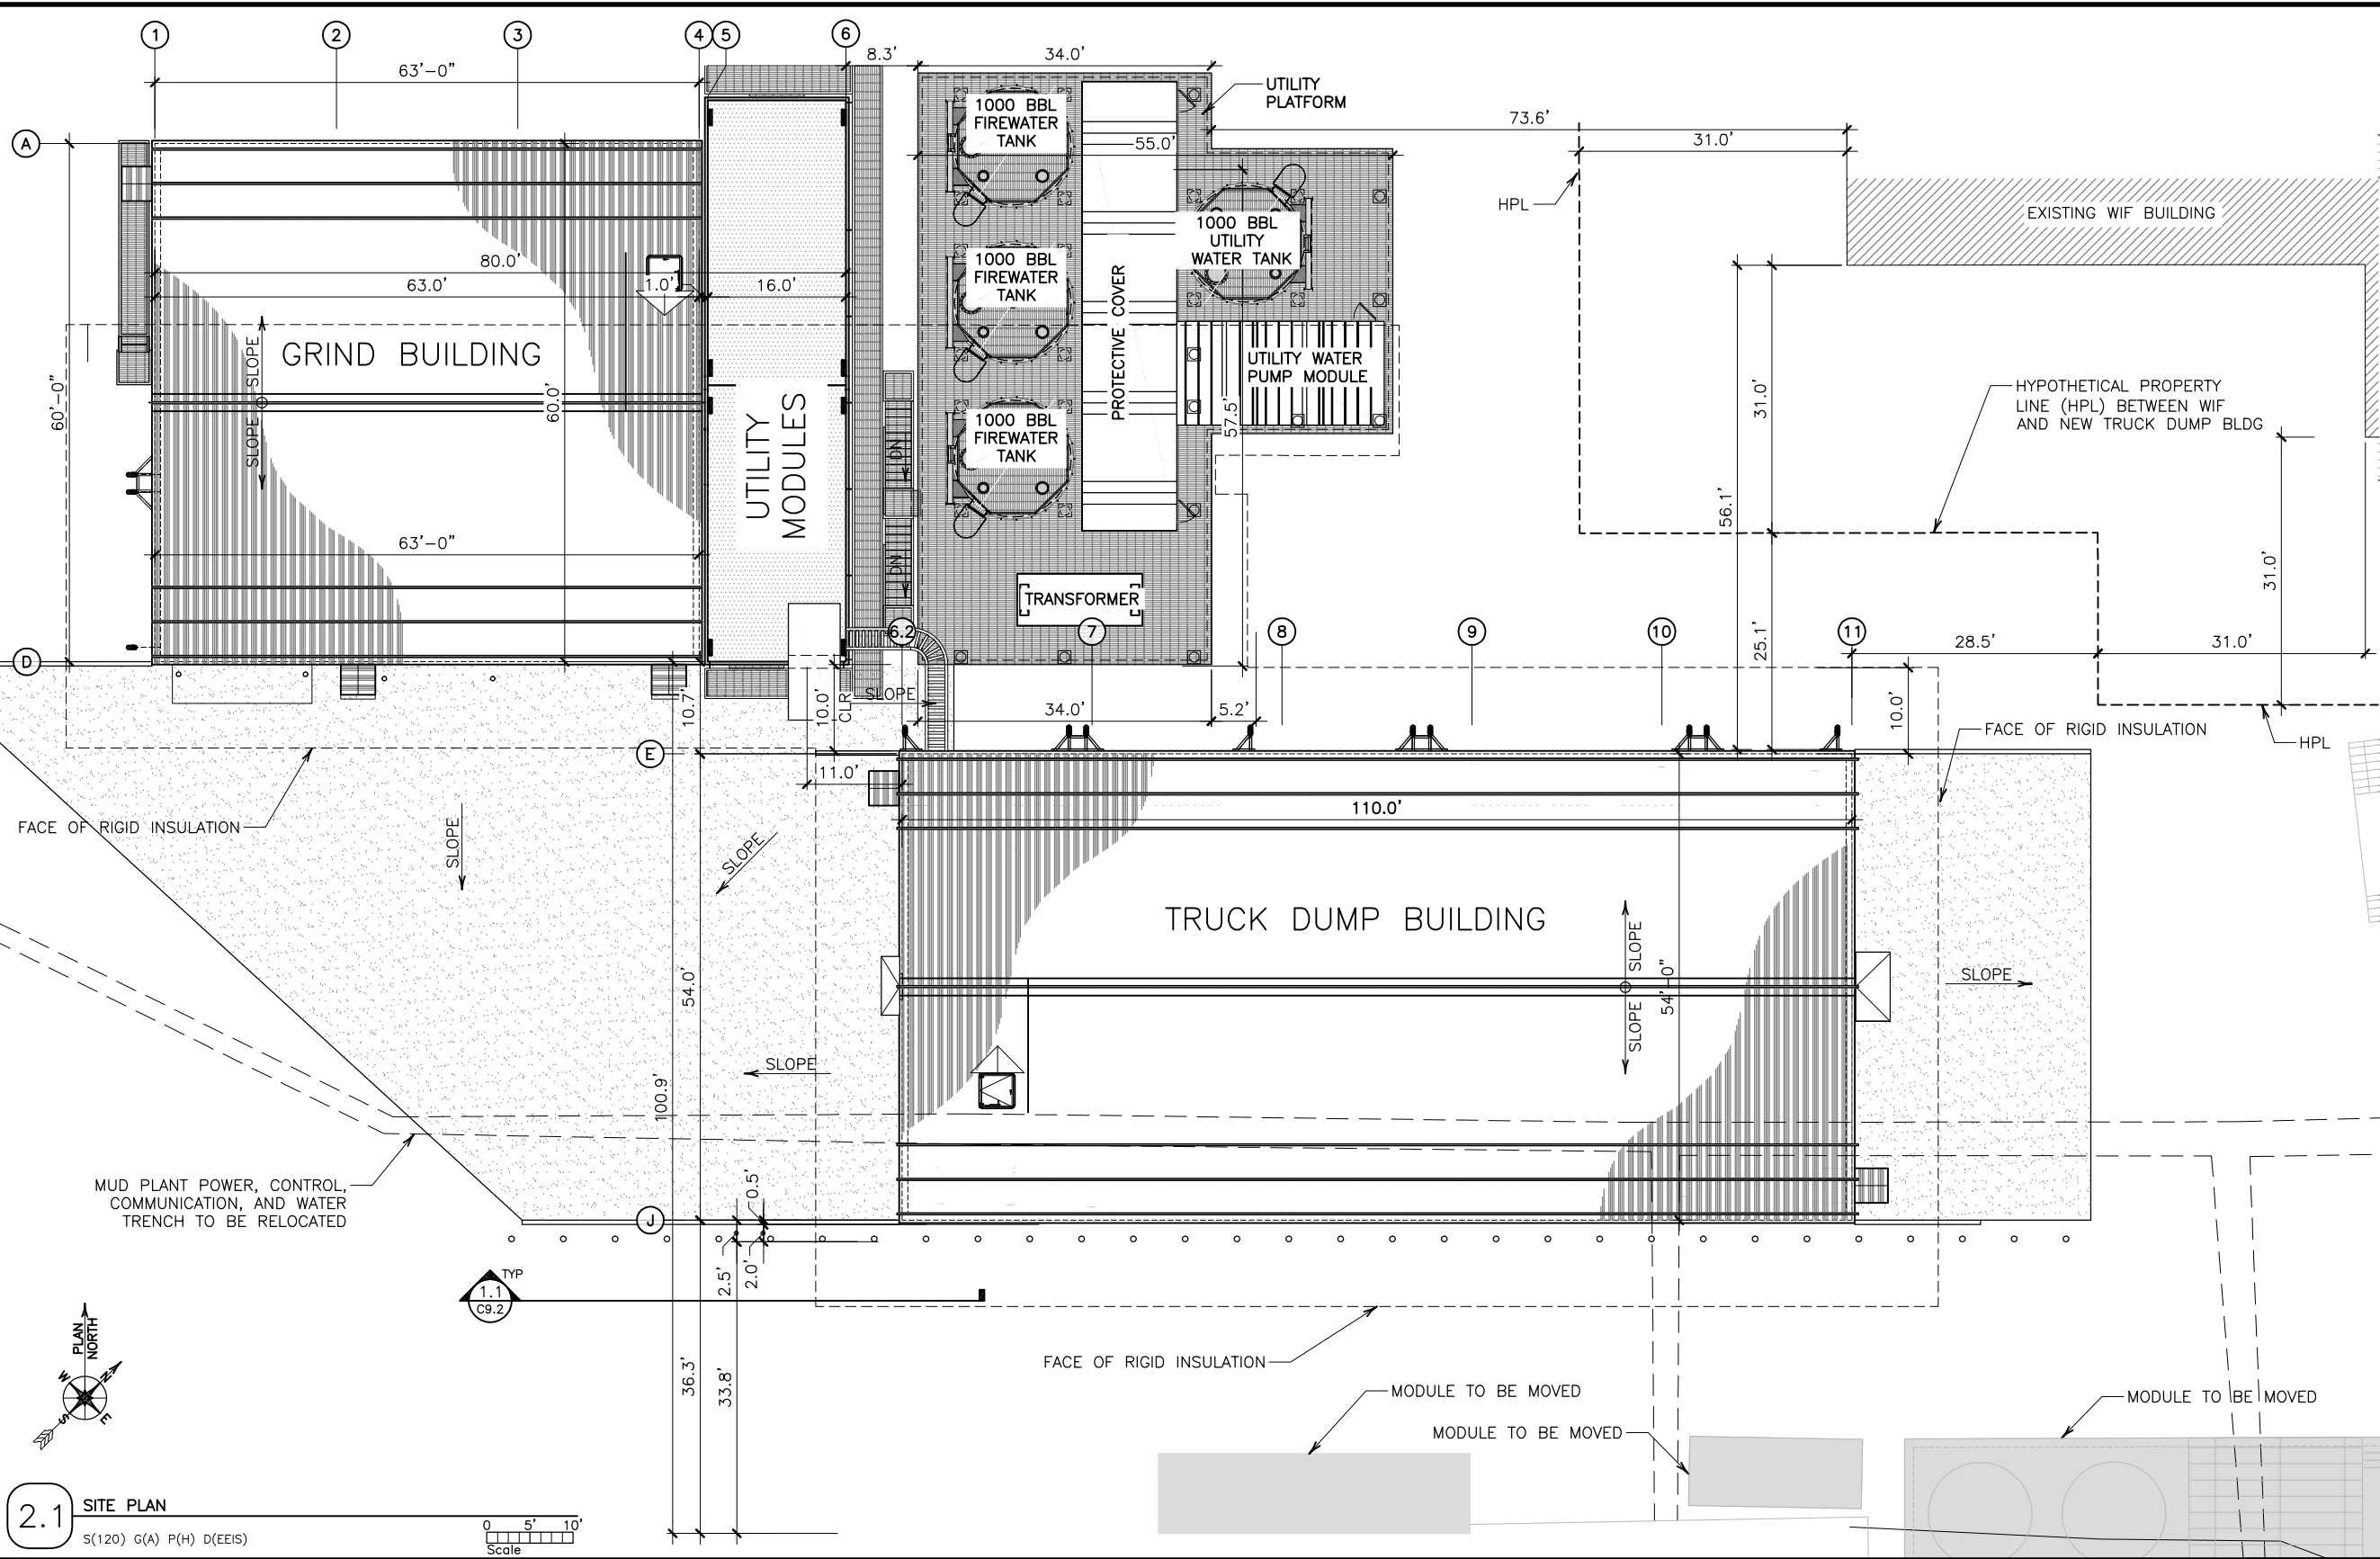 1
2
3
4
5
6
63'-0"
8.3'
34.0'
UTILITY
PLATFORM
73.6'
31.0'
A
1000 BBL
FIREWATER
TANK
55.0'
HPL
EXISTING WIF BUILDING
1000 BBL
UTILITY
WATER TANK
80.0'
63.0'
1.0'
16.0'
1000 BBL
FIREWATER
TANK
PROTECTIVE COVER
GRIND BUILDING
SLOPE
SLOPE
60'-0"
60.0'
UTILITY
MODULES
UTILITY WATER
PUMP MODULE
57.5'
1000 BBL
FIREWATER
TANK
DN
DN
31.0'
56.1'
25.1'
HYPOTHETICAL PROPERTY
LINE (HPL) BETWEEN WIF
AND NEW TRUCK DUMP BLDG
31.0'
63'-0"
TRANSFORMER
6.2
7
8
9
10
11
28.5'
31.0'
D
10.7'
10.0'
CLR
SLOPE
34.0'
5.2'
10.0'
FACE OF RIGID INSULATION
HPL
E
11.0'
110.0'
FACE OF RIGID INSULATION
SLOPE
SLOPE
TRUCK DUMP BUILDING
SLOPE
SLOPE
54'-0"
54.0'
SLOPE
SLOPE
100.9'
MUD PLANT POWER, CONTROL,
COMMUNICATION, AND WATER
TRENCH TO BE RELOCATED
0.5'
J
2.5'
2.0'
TYP
1.1
C9.2
PLAN
NORTH
W
N
S
E
36.3'
33.8'
FACE OF RIGID INSULATION
MODULE TO BE MOVED
MODULE TO BE MOVED
MODULE TO BE MOVED
2.1
SITE PLAN
S(120) G(A) P(H) D(EEIS)
0 5' 10'
Scale